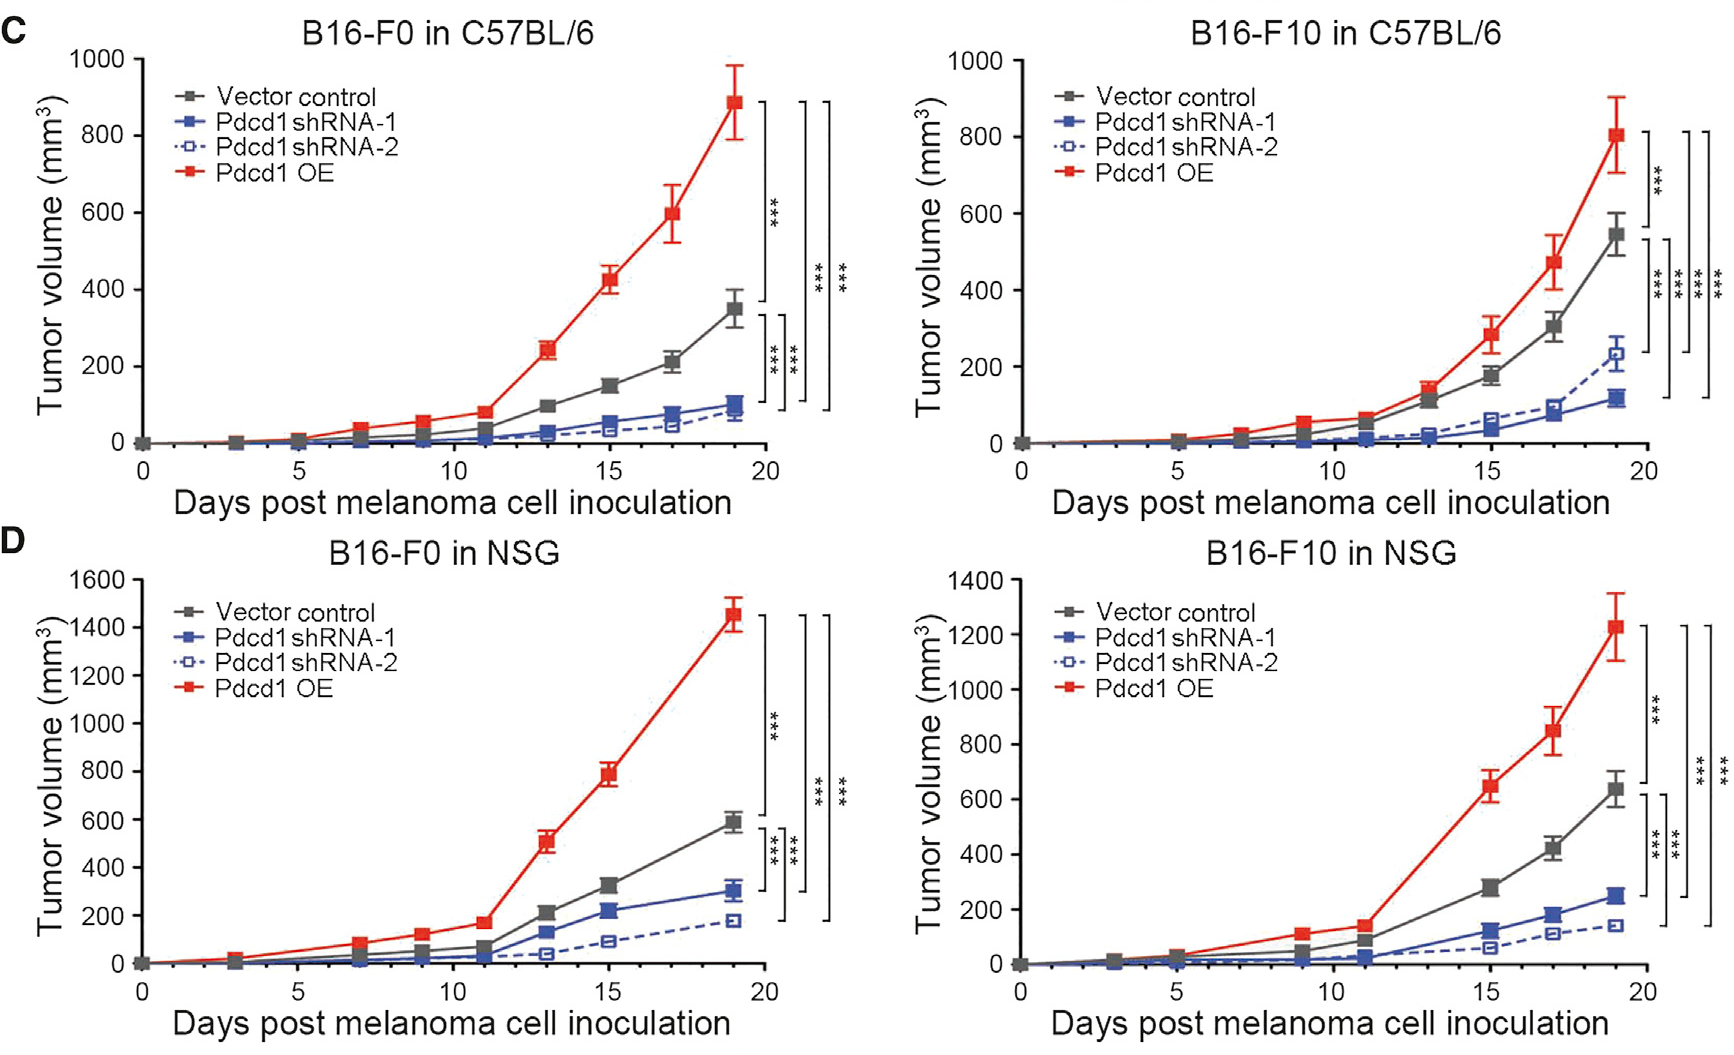 C
B16-F0 in C57BL/6
Tumor volume (mm³)
1000
800
600
400
200
0
Vector control
Pdcd1 shRNA-1
Pdcd1 shRNA-2
Pdcd1 OE
***
***
***
***
***
0 5 10 15 20
Days post melanoma cell inoculation
B16-F10 in C57BL/6
Tumor volume (mm³)
1000
800
600
400
200
0
Vector control
Pdcd1 shRNA-1
Pdcd1 shRNA-2
Pdcd1 OE
***
***
***
***
***
0 5 10 15 20
Days post melanoma cell inoculation
D
B16-F0 in NSG
Tumor volume (mm³)
1600
1400
1200
1000
800
600
400
200
0
Vector control
Pdcd1 shRNA-1
Pdcd1 shRNA-2
Pdcd1 OE
***
***
***
***
***
0 5 10 15 20
Days post melanoma cell inoculation
B16-F10 in NSG
Tumor volume (mm³)
1400
1200
1000
800
600
400
200
0
Vector control
Pdcd1 shRNA-1
Pdcd1 shRNA-2
Pdcd1 OE
***
***
***
***
***
0 5 10 15 20
Days post melanoma cell inoculation